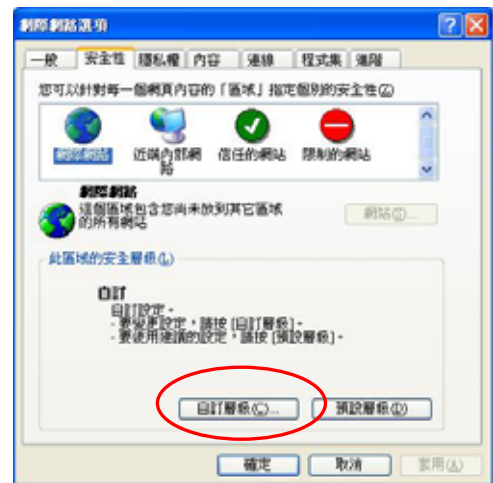 網際網路選項
一般 安全性 隱私權 內容 連線 程式集 進階
您可以針對每一個網頁內容的「區域」指定個別的安全性(Z)
網際網路 近端內部網路 信任的網站 限制的網站
網際網路
這個區域包含您尚未放到其它區域
的所有網站
網站(S)...
此區域的安全層級(L)
自訂
自訂設定。
- 要變更設定，請按 [自訂層級]。
- 要使用建議的設定，請按 [預設層級]。
自訂層級(C)... 預設層級(D)
確定 取消 套用(A)